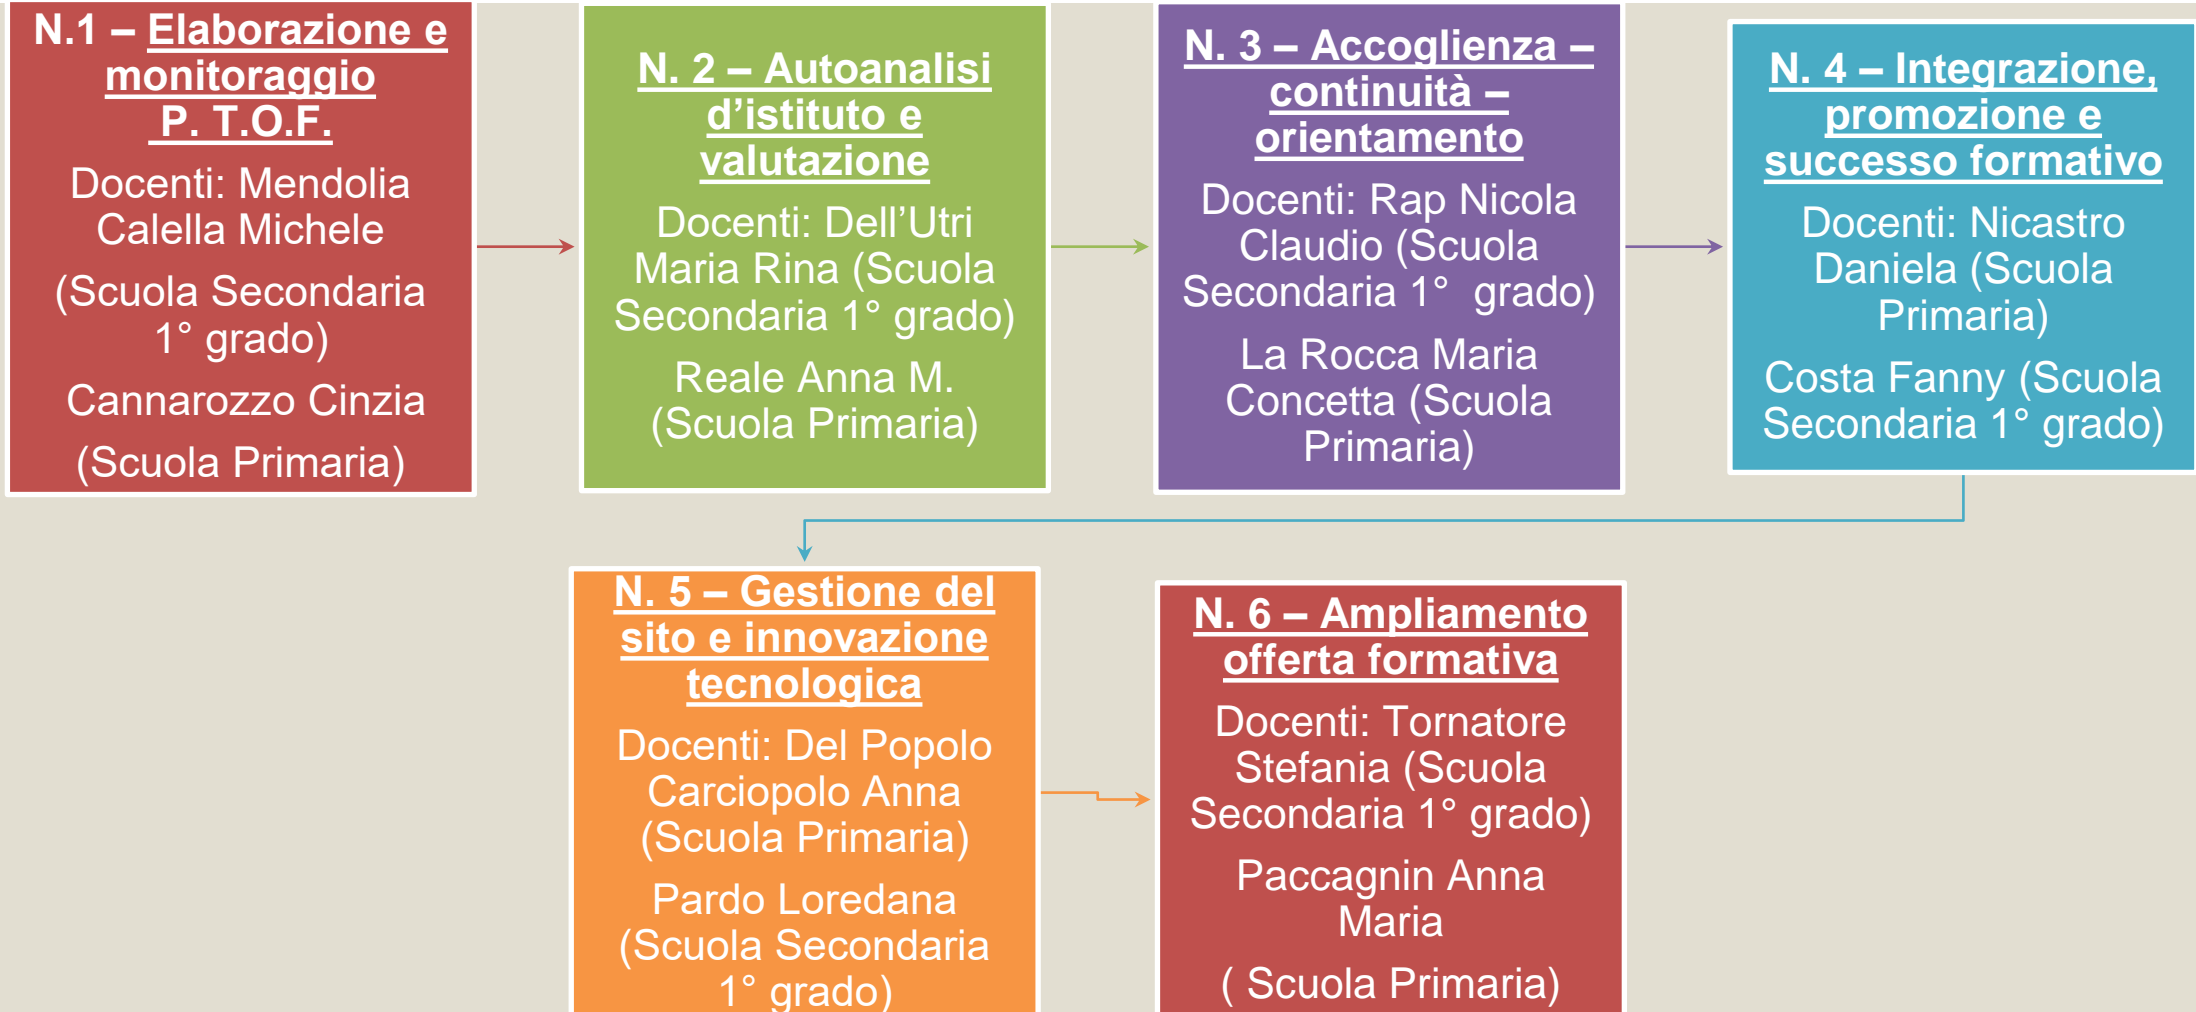 N.1 – Elaborazione e
monitoraggio
P. T.O.F.
Docenti: Mendolia
Calella Michele
(Scuola Secondaria
1° grado)
Cannarozzo Cinzia
(Scuola Primaria)
N. 2 – Autoanalisi
d’istituto e
valutazione
Docenti: Dell’Utri
Maria Rina (Scuola
Secondaria 1° grado)
Reale Anna M.
(Scuola Primaria)
N. 3 – Accoglienza –
continuità –
orientamento
Docenti: Rap Nicola
Claudio (Scuola
Secondaria 1° grado)
La Rocca Maria
Concetta (Scuola
Primaria)
N. 4 – Integrazione,
promozione e
successo formativo
Docenti: Nicastro
Daniela (Scuola
Primaria)
Costa Fanny (Scuola
Secondaria 1° grado)
N. 5 – Gestione del
sito e innovazione
tecnologica
Docenti: Del Popolo
Carciopolo Anna
(Scuola Primaria)
Pardo Loredana
(Scuola Secondaria
1° grado)
N. 6 – Ampliamento
offerta formativa
Docenti: Tornatore
Stefania (Scuola
Secondaria 1° grado)
Paccagnin Anna
Maria
( Scuola Primaria)